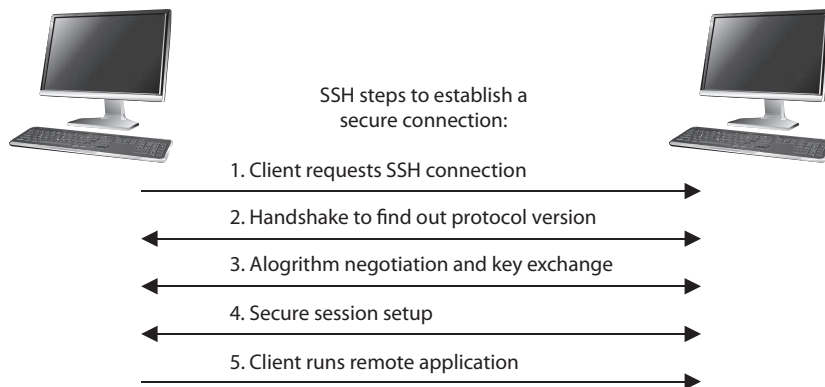 SSH steps to establish a
secure connection:
1. Client requests SSH connection
2. Handshake to find out protocol version
3. Alogrithm negotiation and key exchange
4. Secure session setup
5. Client runs remote application